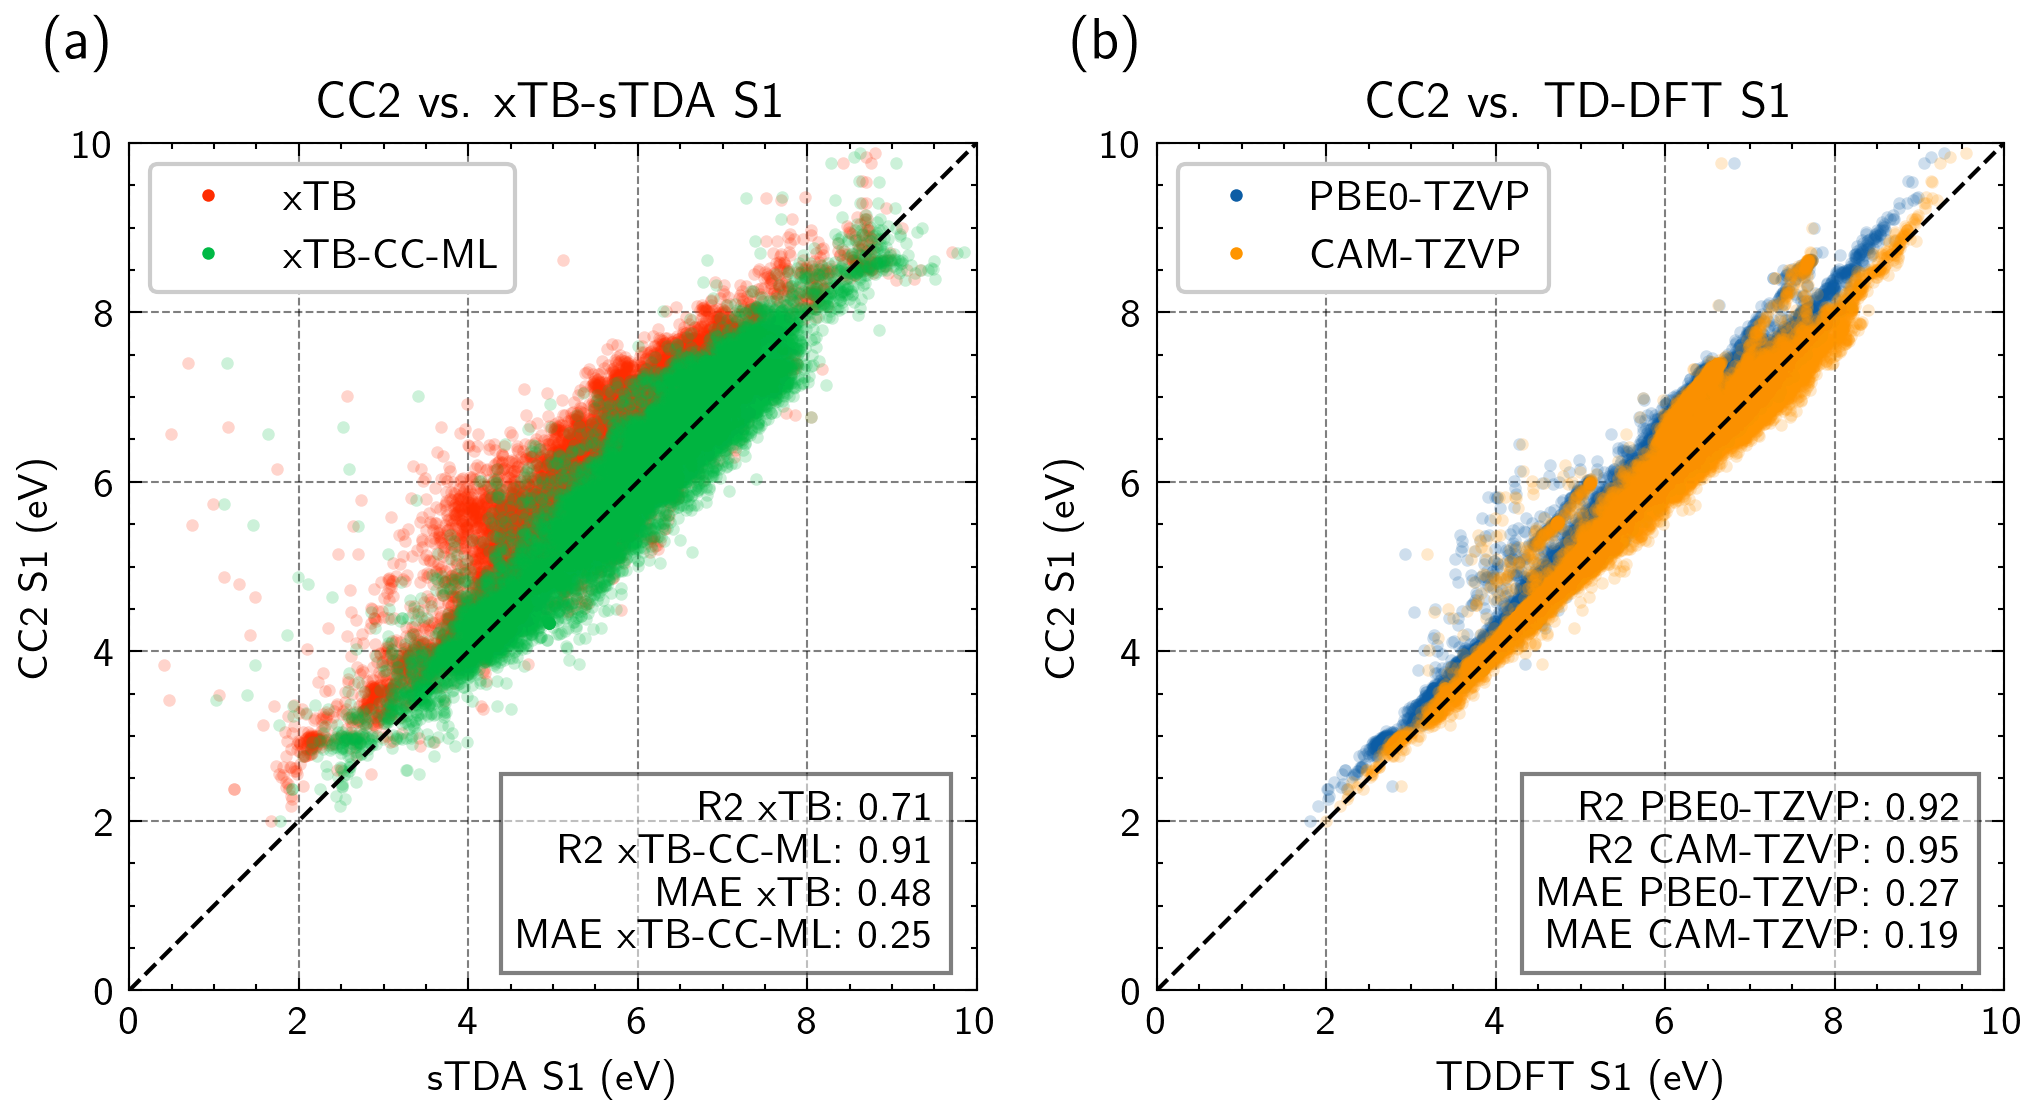 (a)
CC2 vs. xTB-sTDA S1
xTB
xTB-CC-ML
10
8
6
4
2
0
CC2 S1 (eV)
R2 xTB: 0.71
R2 xTB-CC-ML: 0.91
MAE xTB: 0.48
MAE xTB-CC-ML: 0.25
0 2 4 6 8 10
sTDA S1 (eV)
(b)
CC2 vs. TD-DFT S1
PBE0-TZVP
CAM-TZVP
10
8
6
4
2
0
CC2 S1 (eV)
R2 PBE0-TZVP: 0.92
R2 CAM-TZVP: 0.95
MAE PBE0-TZVP: 0.27
MAE CAM-TZVP: 0.19
0 2 4 6 8 10
TDDFT S1 (eV)